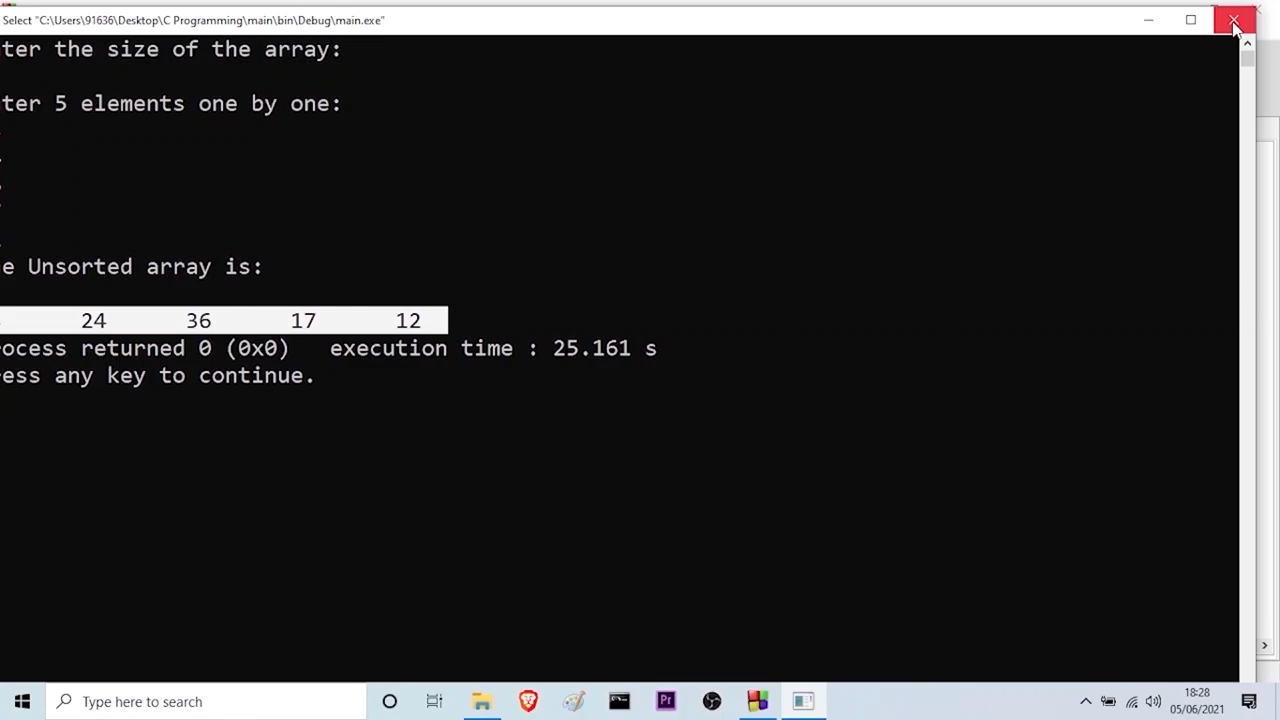 Select "C:\Users\91636\Desktop\C Programming\main\bin\Debug\main.exe"
ter the size of the array:
ter 5 elements one by one:
e Unsorted array is:
24 36 17 12
ocess returned 0 (0x0) execution time : 25.161 s
ess any key to continue.
Type here to search
Pr
18:28
05/06/2021